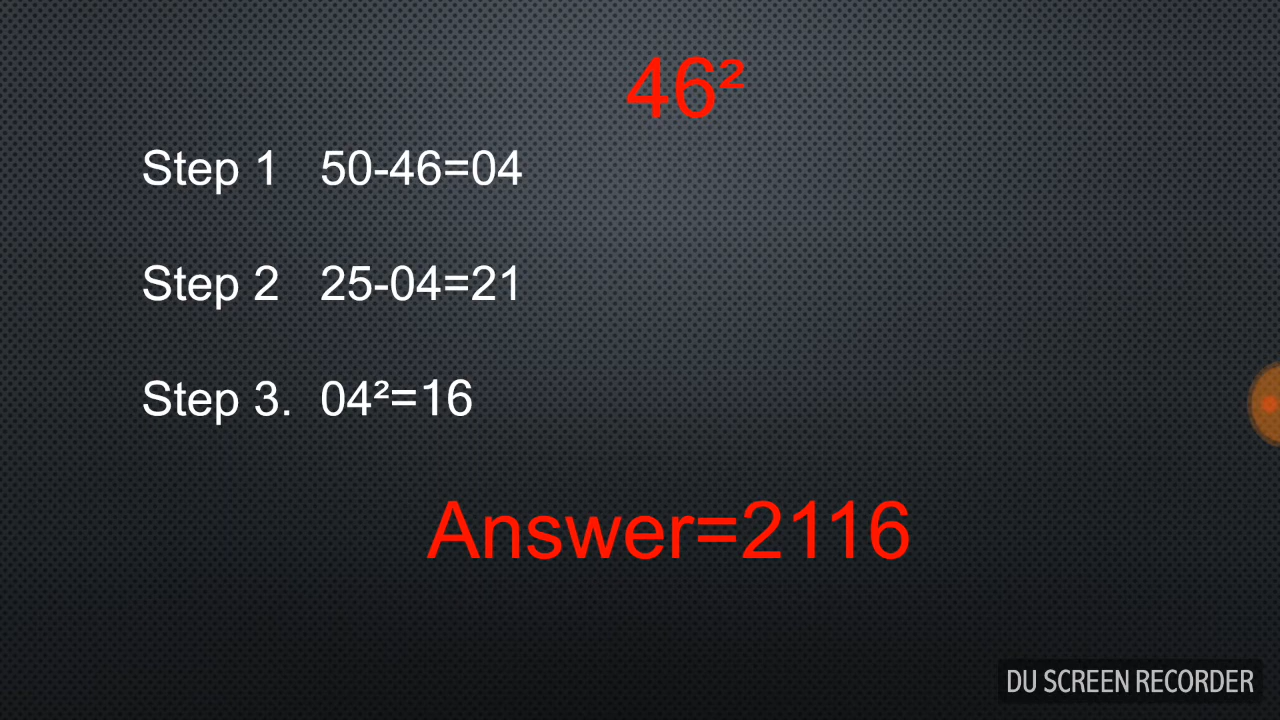 46²
Step 1 50-46=04
Step 2 25-04=21
Step 3. 04²=16
Answer=2116
DU SCREEN RECORDER